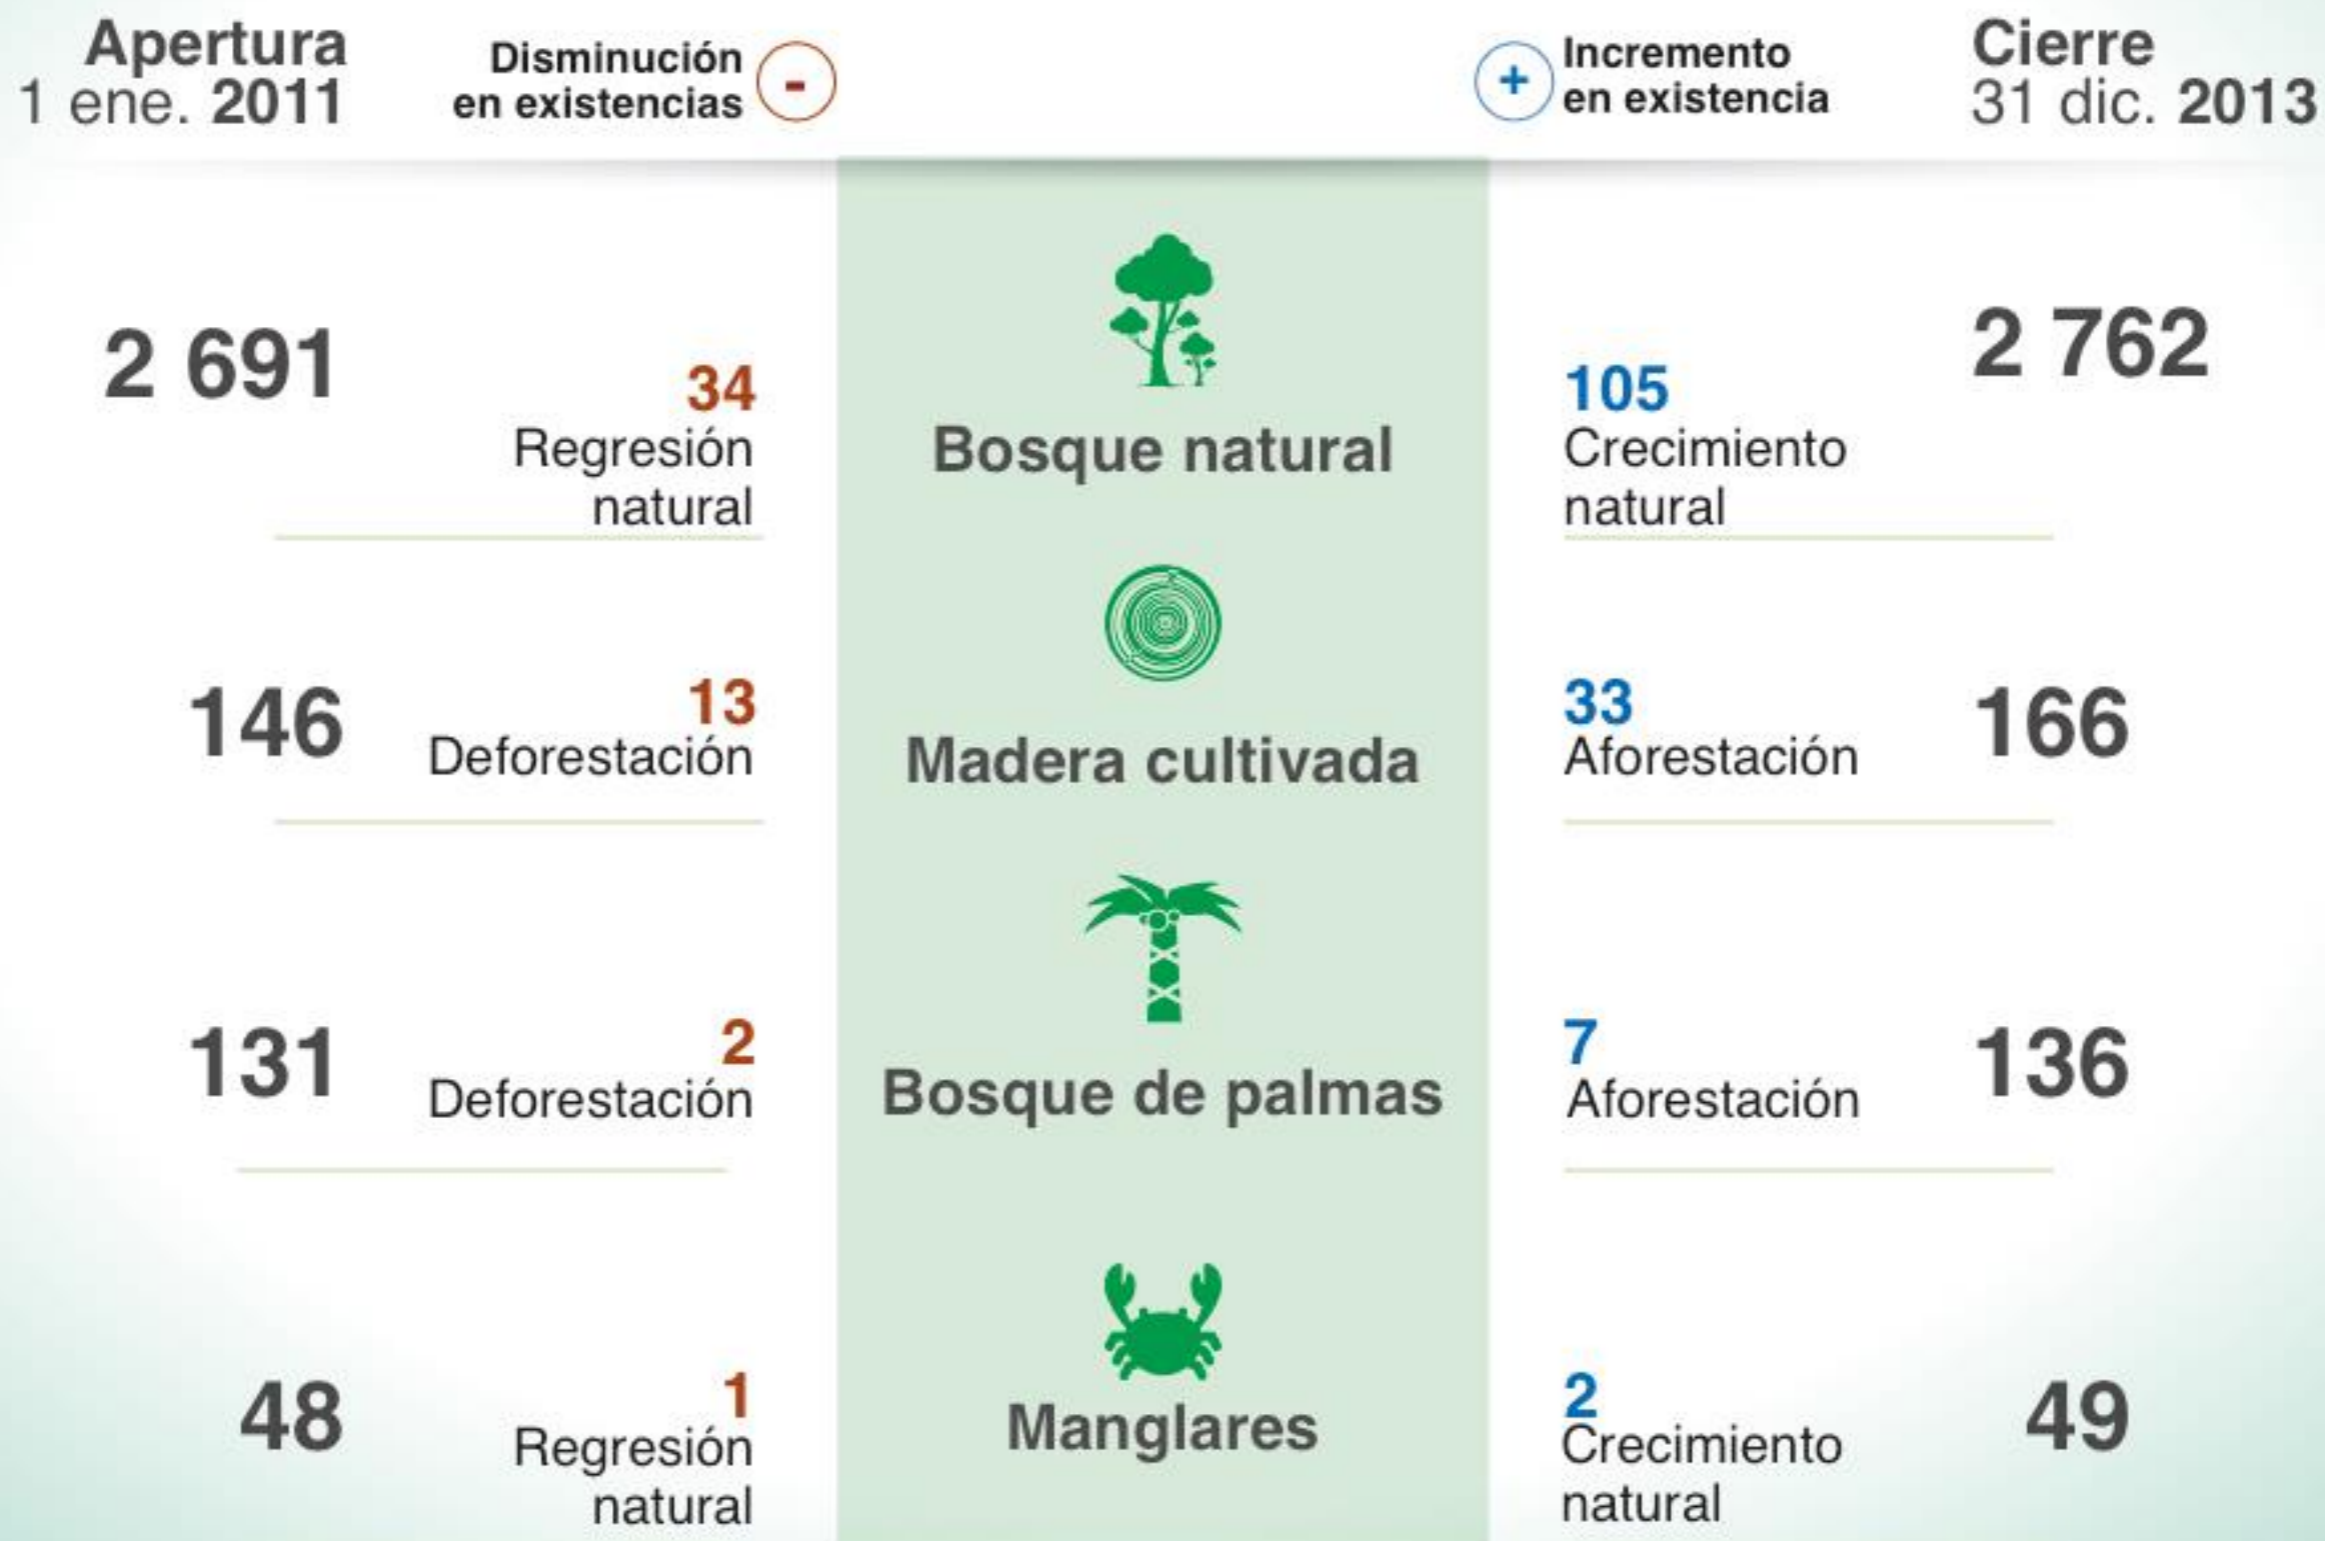 Apertura
1 ene. 2011
Disminución
en existencias
-
+
Incremento
en existencia
Cierre
31 dic. 2013
2 691
34
Regresión
natural
Bosque natural
105
Crecimiento
natural
2 762
146
13
Deforestación
Madera cultivada
33
Aforestación
166
131
2
Deforestación
Bosque de palmas
7
Aforestación
136
48
1
Regresión
natural
Manglares
2
Crecimiento
natural
49